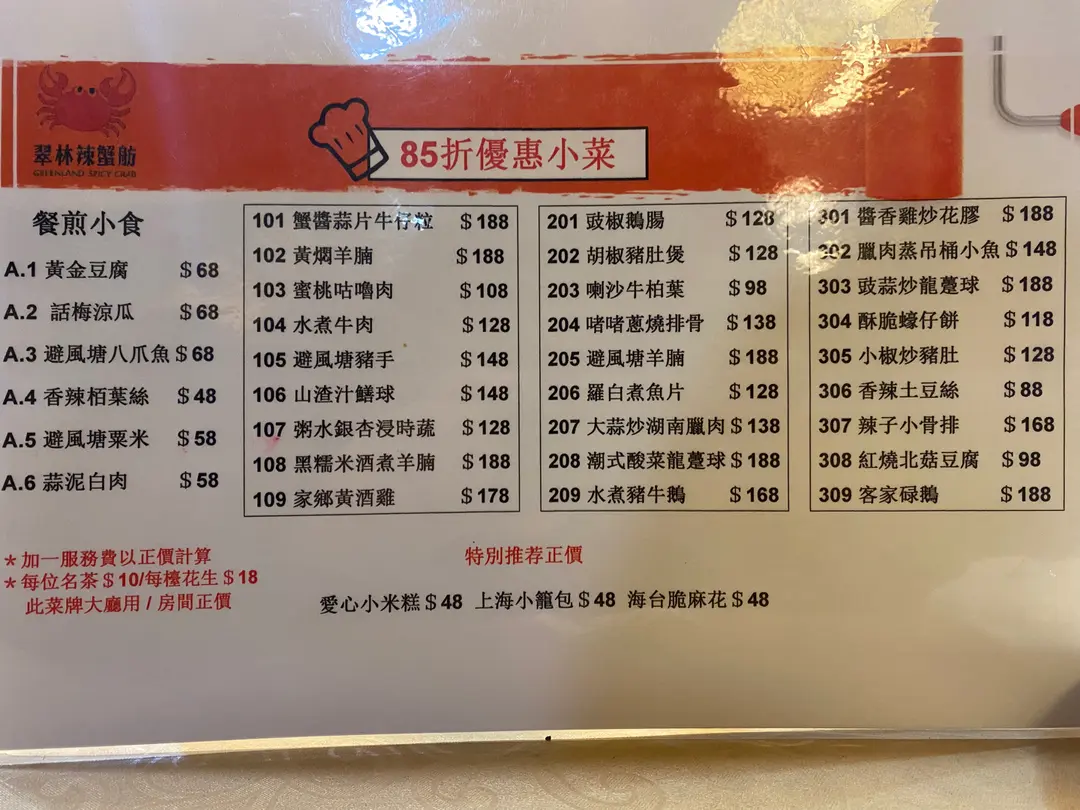 翠林辣蟹舫
GREENLAND SPICY CRAB
85折優惠小菜
餐煎小食
A.1 黃金豆腐 $68
A.2 話梅涼瓜 $68
A.3 避風塘八爪魚 $68
A.4 香辣栢葉絲 $48
A.5 避風塘粟米 $58
A.6 蒜泥白肉 $58
101 蟹醬蒜片牛仔粒 $188
102 黃燜羊腩 $188
103 蜜桃咕嚕肉 $108
104 水煮牛肉 $128
105 避風塘豬手 $148
106 山渣汁鱔球 $148
107 粥水銀杏浸時蔬 $128
108 黑糯米酒煮羊腩 $188
109 家鄉黃酒雞 $178
201 豉椒鵝腸 $128
202 胡椒豬肚煲 $128
203 喇沙牛柏葉 $98
204 啫啫蔥燒排骨 $138
205 避風塘羊腩 $188
206 羅白煮魚片 $128
207 大蒜炒湖南臘肉 $138
208 潮式酸菜龍躉球 $188
209 水煮豬牛鵝 $168
301 醬香雞炒花膠 $188
302 臘肉蒸吊桶小魚 $148
303 豉蒜炒龍躉球 $188
304 酥脆蠔仔餅 $118
305 小椒炒豬肚 $128
306 香辣土豆絲 $88
307 辣子小骨排 $168
308 紅燒北菇豆腐 $98
309 客家碌鵝 $188
*加一服務費以正價計算
*每位名茶$10/每檯花生$18
此菜牌大廳用/房間正價
特別推荐正價
愛心小米糕$48 上海小籠包$48 海台脆麻花$48